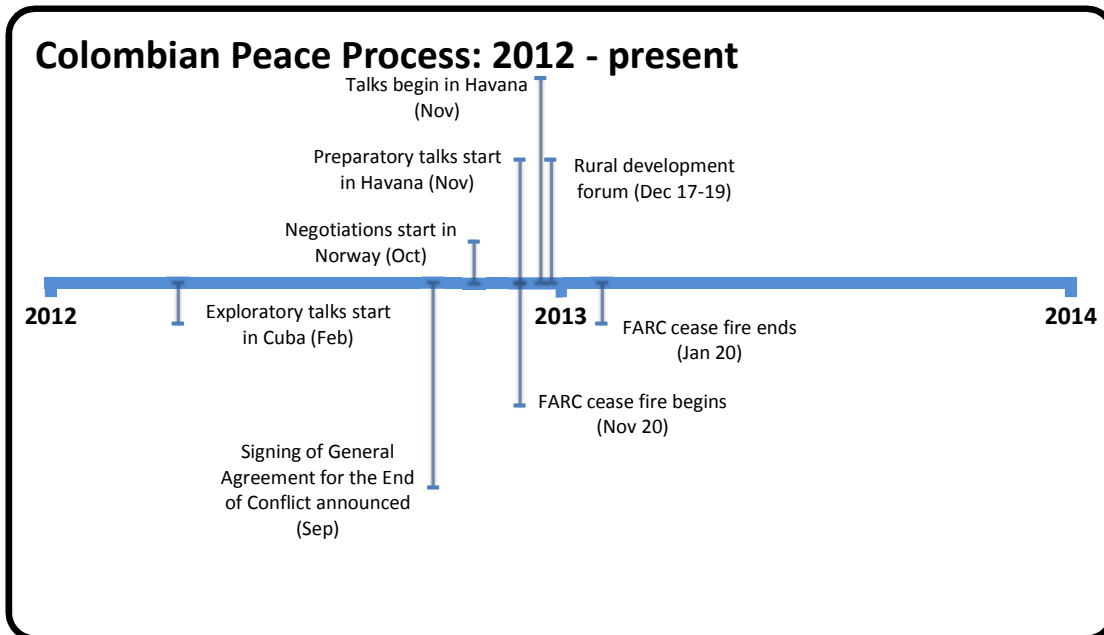 Colombian Peace Process: 2012 - present
Talks begin in Havana
(Nov)
Preparatory talks start
in Havana (Nov)
Rural development
forum (Dec 17-19)
Negotiations start in
Norway (Oct)
2012
2013
2014
Exploratory talks start
in Cuba (Feb)
FARC cease fire ends
(Jan 20)
FARC cease fire begins
(Nov 20)
Signing of General
Agreement for the End
of Conflict announced
(Sep)